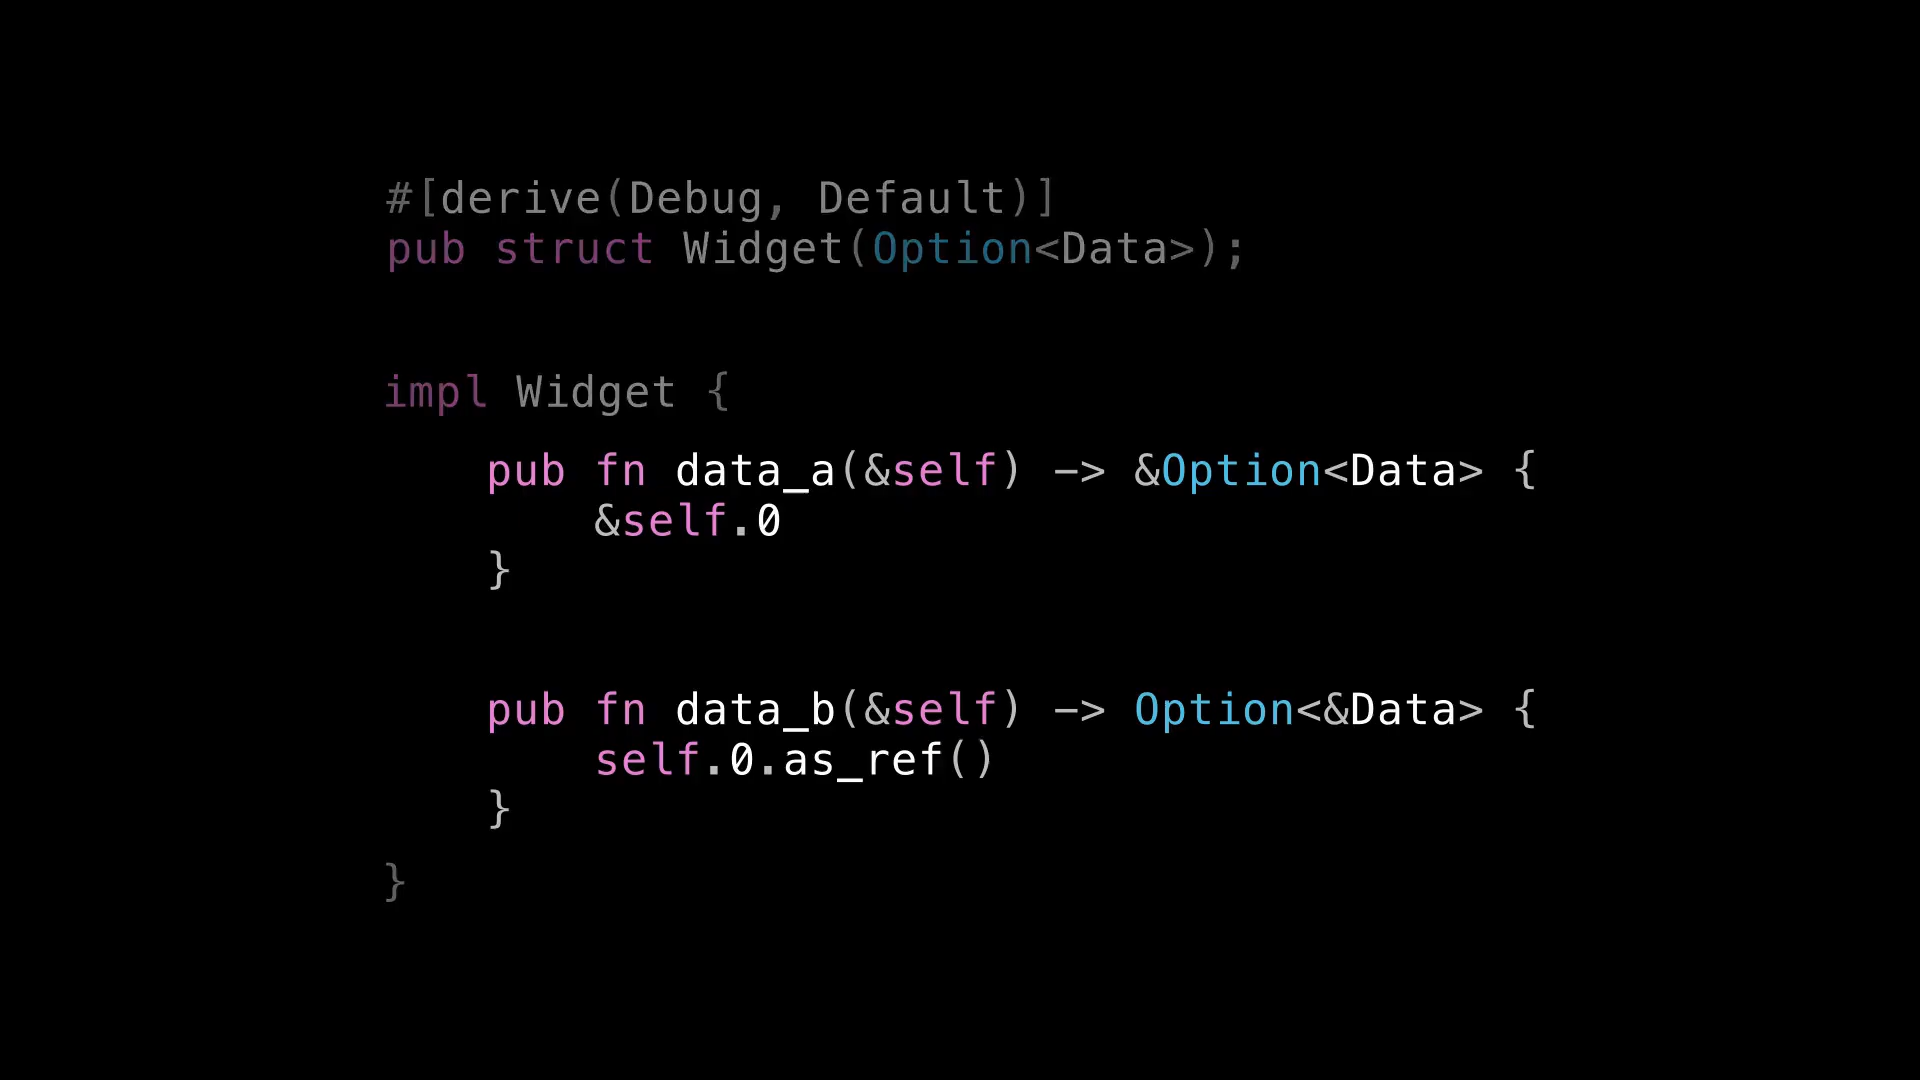 #[derive(Debug, Default)]
pub struct Widget(Option<Data>);
impl Widget {
    pub fn data_a(&self) -> &Option<Data> {
        &self.0
    }
    pub fn data_b(&self) -> Option<&Data> {
        self.0.as_ref()
    }
}